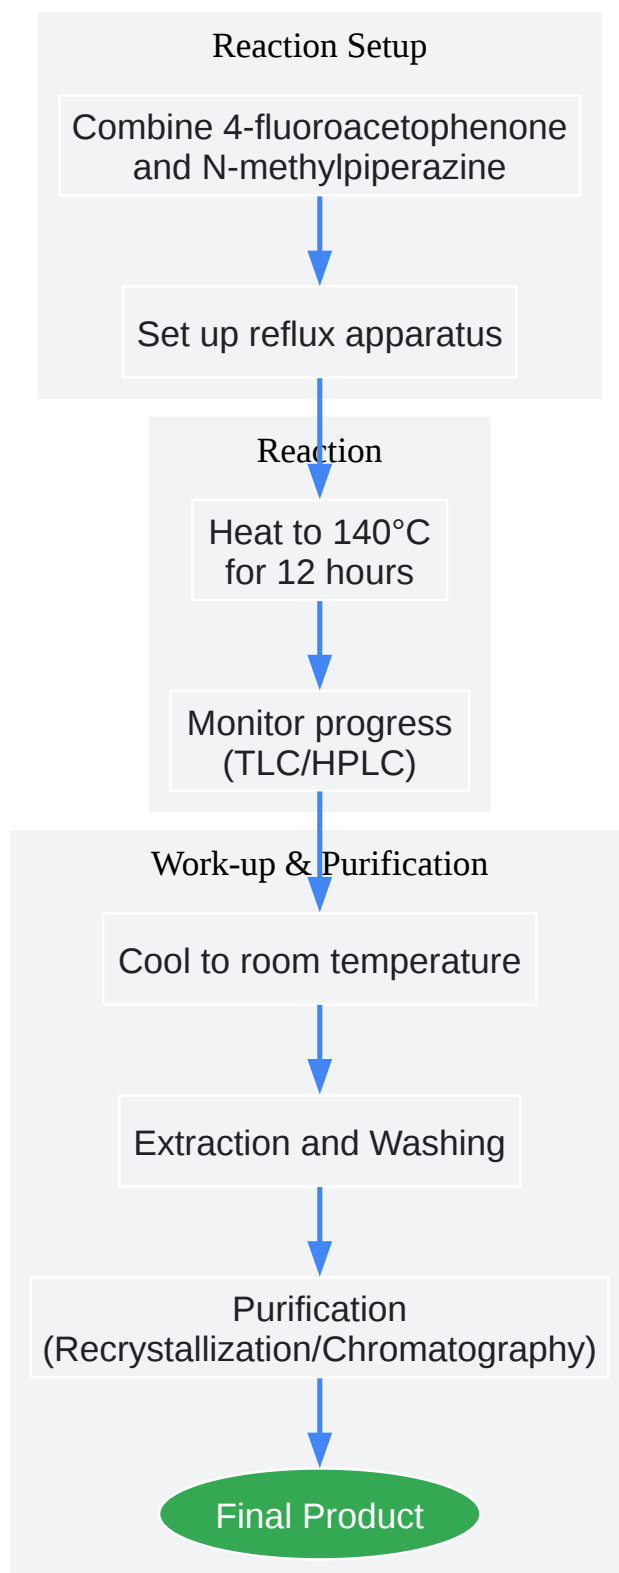 Reaction Setup
Combine 4-fluoroacetophenone
and N-methylpiperazine
Set up reflux apparatus
Reaction
Heat to 140°C
for 12 hours
Monitor progress
(TLC/HPLC)
Work-up & Purification
Cool to room temperature
Extraction and Washing
Purification
(Recrystallization/Chromatography)
Final Product